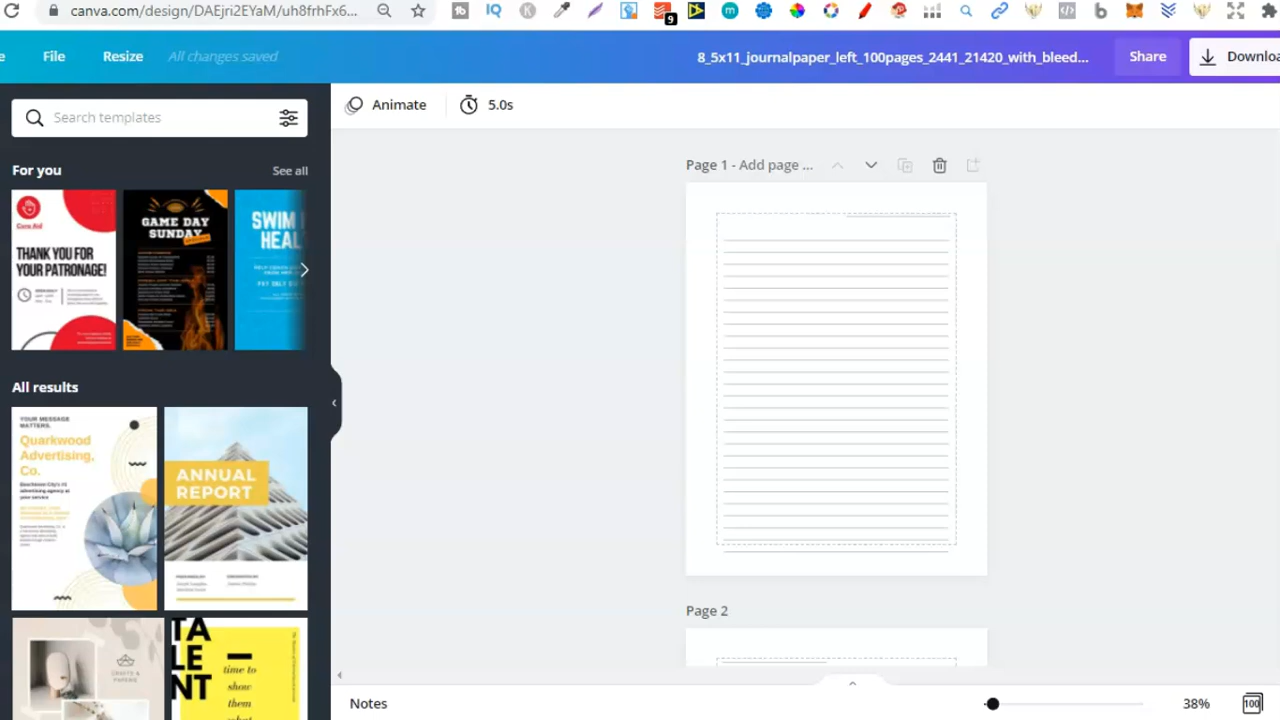 canva.com/design/DAEjri2EYaM/uh8frhFx6...
9
File
Resize
All changes saved
8_5x11_journalpaper_left_100pages_2441_21420_with_bleed...
Share
Search templates
Animate
5.0s
For you
See all
THANK YOU FOR
YOUR PATRONAGE!
GAME DAY
SUNDAY
SWIM
HEAL
All results
YOUR MESSAGE
MATTERS.
Quarkwood
Advertising,
Co.
ANNUAL
REPORT
TA
LE
NT
time to
show
them
what
CRAFTS &
Page 1 - Add page ...
Page 2
Notes
38%
100